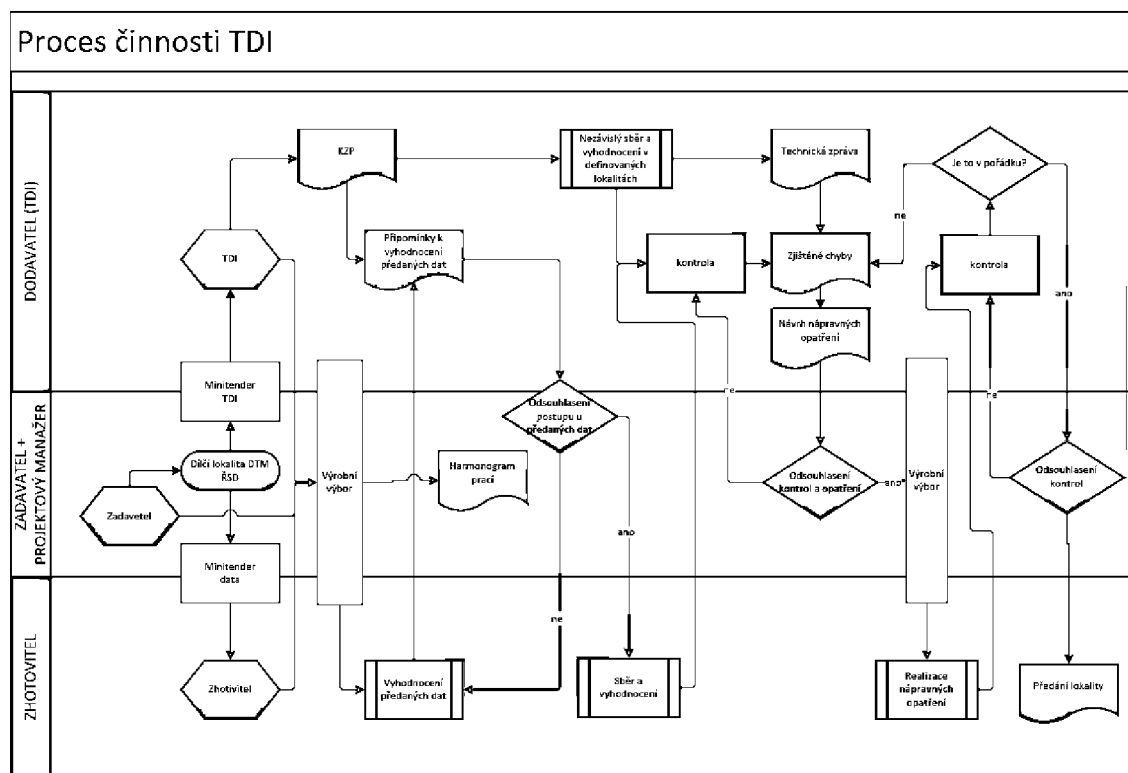 Proces činnosti TDI
DODAVATEL (TDI)
KZP
Nezávislý sběr a
vyhodnocení v
definovaných
lokalitách
Technická zpráva
Je to v pořádku?
ne
TDI
Připomínky k
vyhodnocení
předaných dat
kontrola
Zjištěné chyby
kontrola
ano
Návrh nápravných
opatření
Minitender
TDI
ne
ne
ZADAVATEL +
PROJEKTOVÝ MANAŽER
Odsouhlasení
postupu u
předaných dat
Dílčí lokalita DTM
ŘSD
Výrobní
výbor
Harmonogram
prací
Odsouhlasení
kontrol a opatření
ano
Výrobní
výbor
Odsouhlasení
kontrol
Zadavetel
ano
Minitender
data
ZHOTOVITEL
ne
Zhotivitel
Vyhodnocení
předaných dat
Sběr a
vyhodnocení
Realizace
nápravných
opatření
Předání lokality